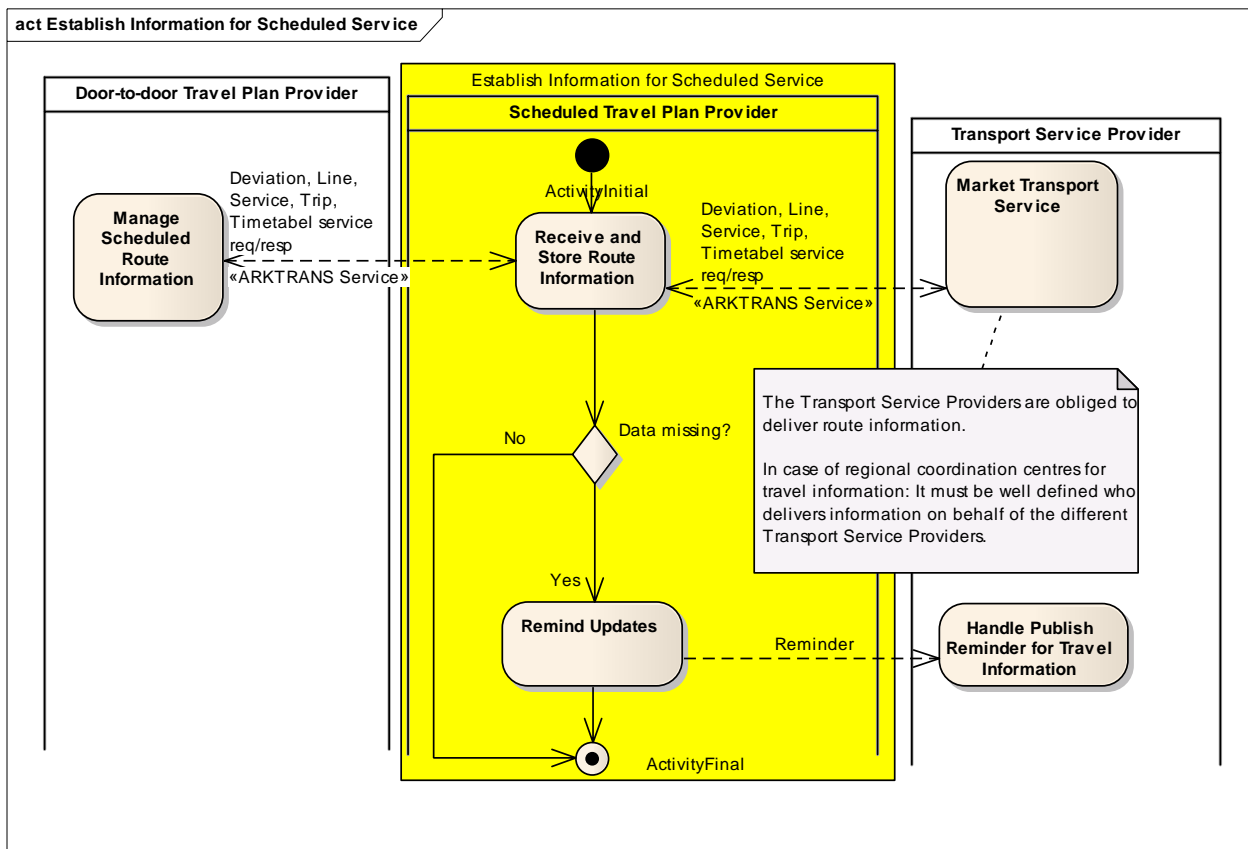 act Establish Information for Scheduled Service
Establish Information for Scheduled Service
Door-to-door Travel Plan Provider
Scheduled Travel Plan Provider
Transport Service Provider
ActivityInitial
Manage
Scheduled
Route
Information
Deviation, Line,
Service, Trip,
Timetabel service
req/resp
«ARKTRANS Service»
Receive and
Store Route
Information
Deviation, Line,
Service, Trip,
Timetabel service
req/resp
«ARKTRANS Service»
Market Transport
Service
The Transport Service Providers are obliged to
deliver route information.
In case of regional coordination centres for
travel information: It must be well defined who
delivers information on behalf of the different
Transport Service Providers.
No
Data missing?
Yes
Remind Updates
Reminder
Handle Publish
Reminder for Travel
Information
ActivityFinal